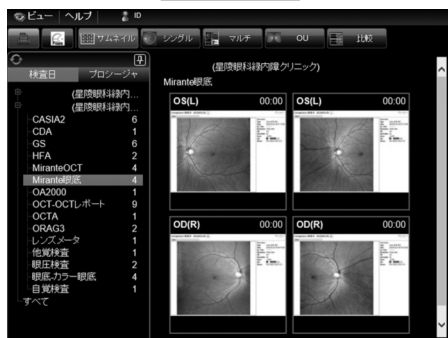 ビュー ヘルプ ID
サムネイル シングル マルチ OU 比較
検査日 プロシージャ
(星陵眼科緑内障クリニック)
Mirante眼底
(星陵眼科緑内...
(星陵眼科緑内...
CASIA2 6
CDA 1
GS 6
HFA 2
MiranteOCT 4
Mirante眼底 4
OA2000 1
OCT-OCTレポート 9
OCTA 1
ORAG3 2
レンズメータ 1
他覚検査 1
眼圧検査 2
眼底-カラー眼底 4
自覚検査 1
すべて
OS(L) 00:00
OS(L) 00:00
OD(R) 00:00
OD(R) 00:00